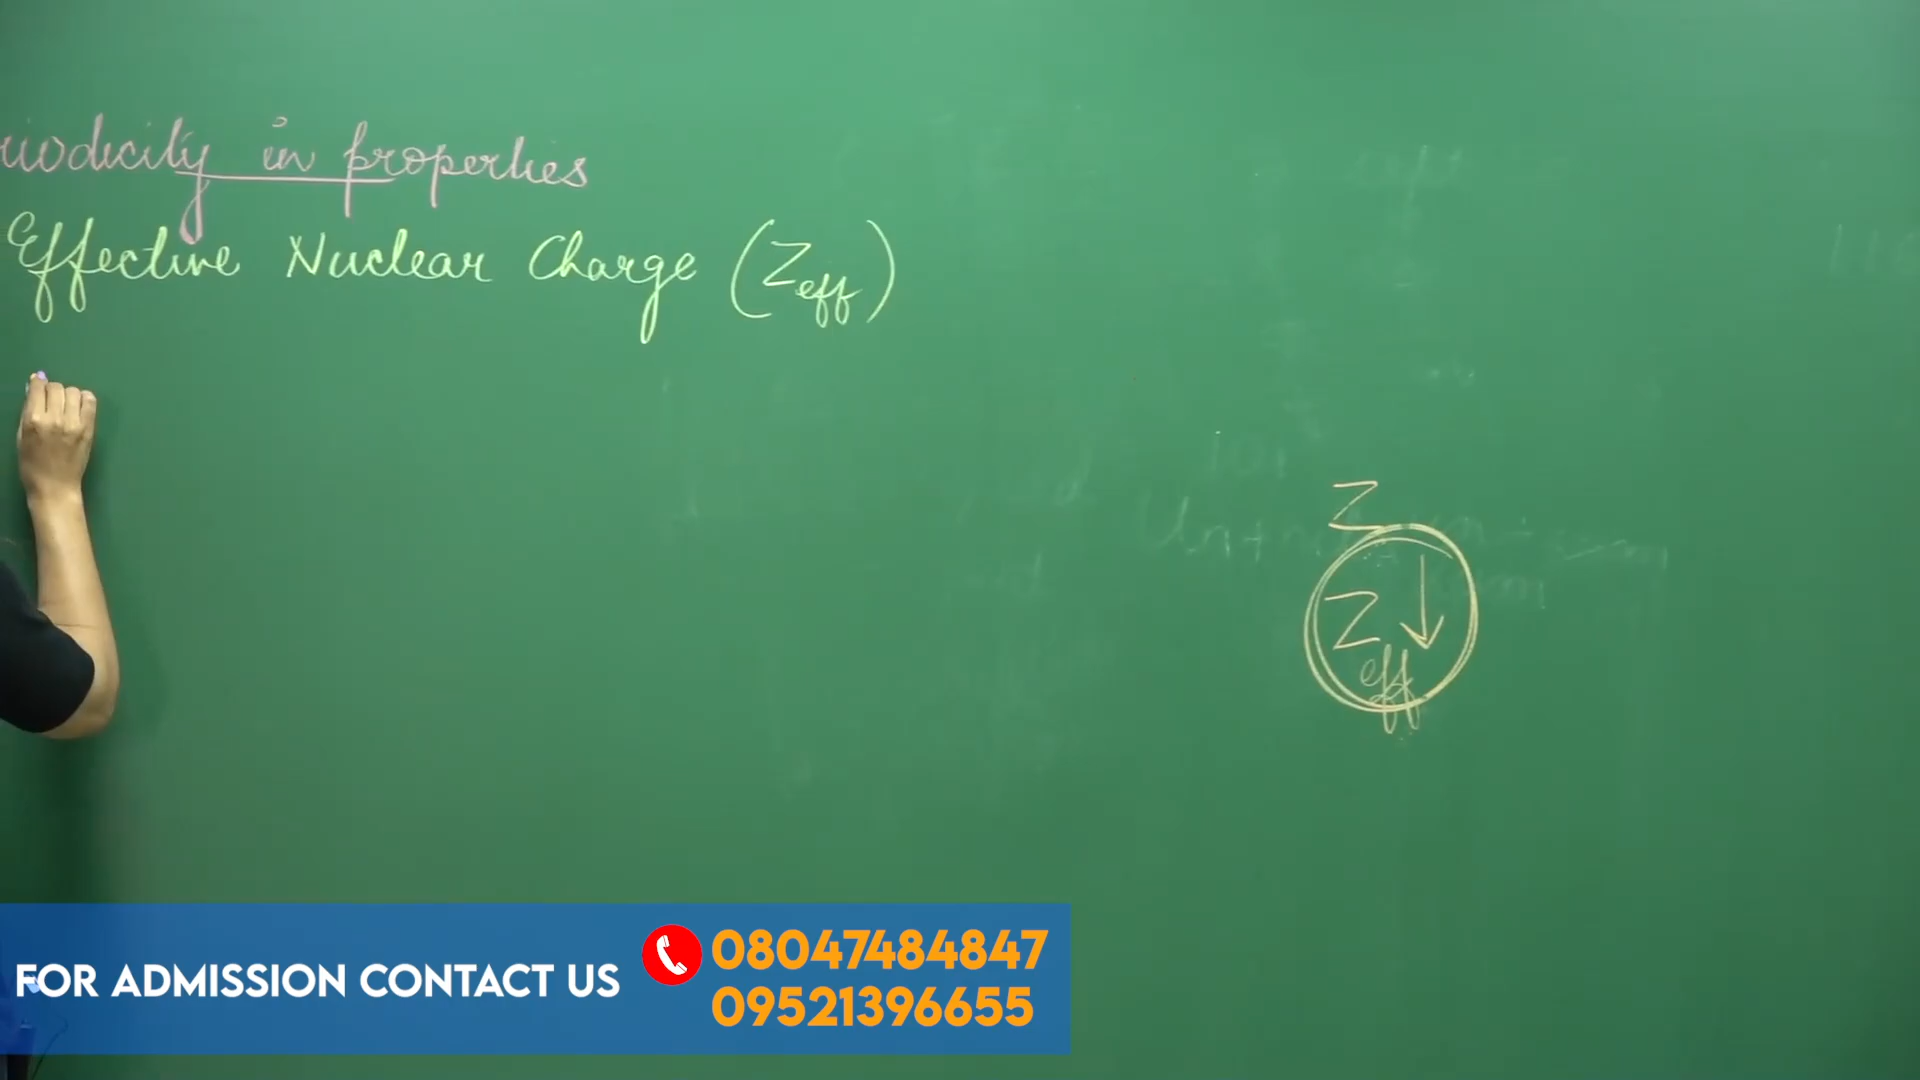 riodicity in properties
Effective Nuclear Charge (Zeff)
Z
Zeff ↓
FOR ADMISSION CONTACT US
08047484847
09521396655